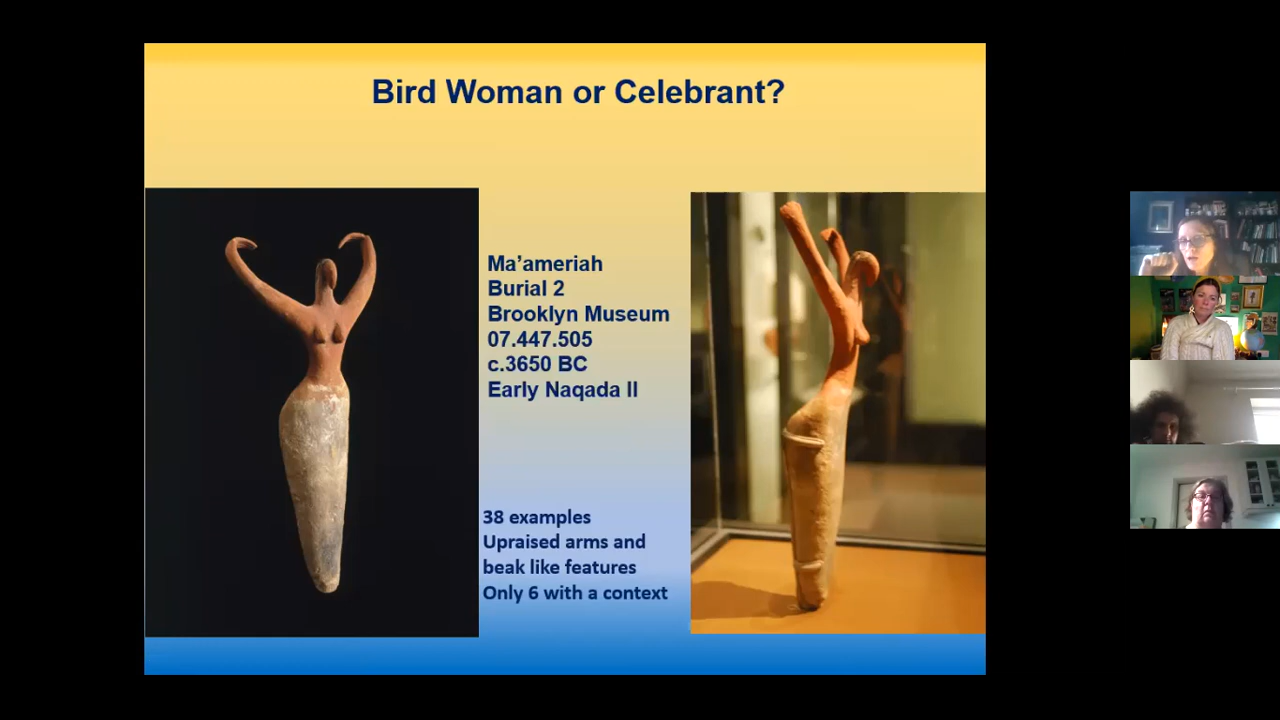 Bird Woman or Celebrant?
Ma’ameriah
Burial 2
Brooklyn Museum
07.447.505
c.3650 BC
Early Naqada II
38 examples
Upraised arms and
beak like features
Only 6 with a context